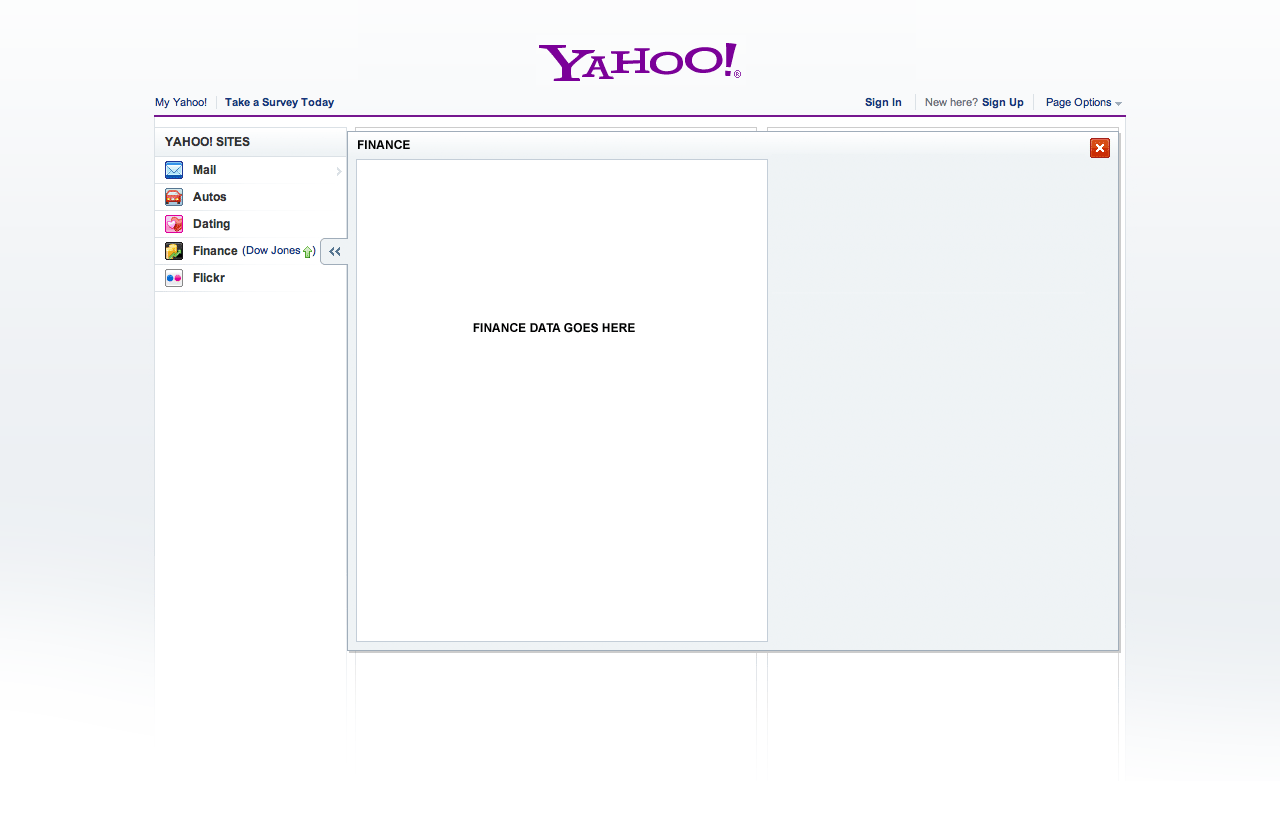 YAHOO!®
My Yahoo! Take a Survey Today Sign In New here? Sign Up Page Options
YAHOO! SITES
Mail
Autos
Dating
Finance (Dow Jones )
Flickr
FINANCE
FINANCE DATA GOES HERE